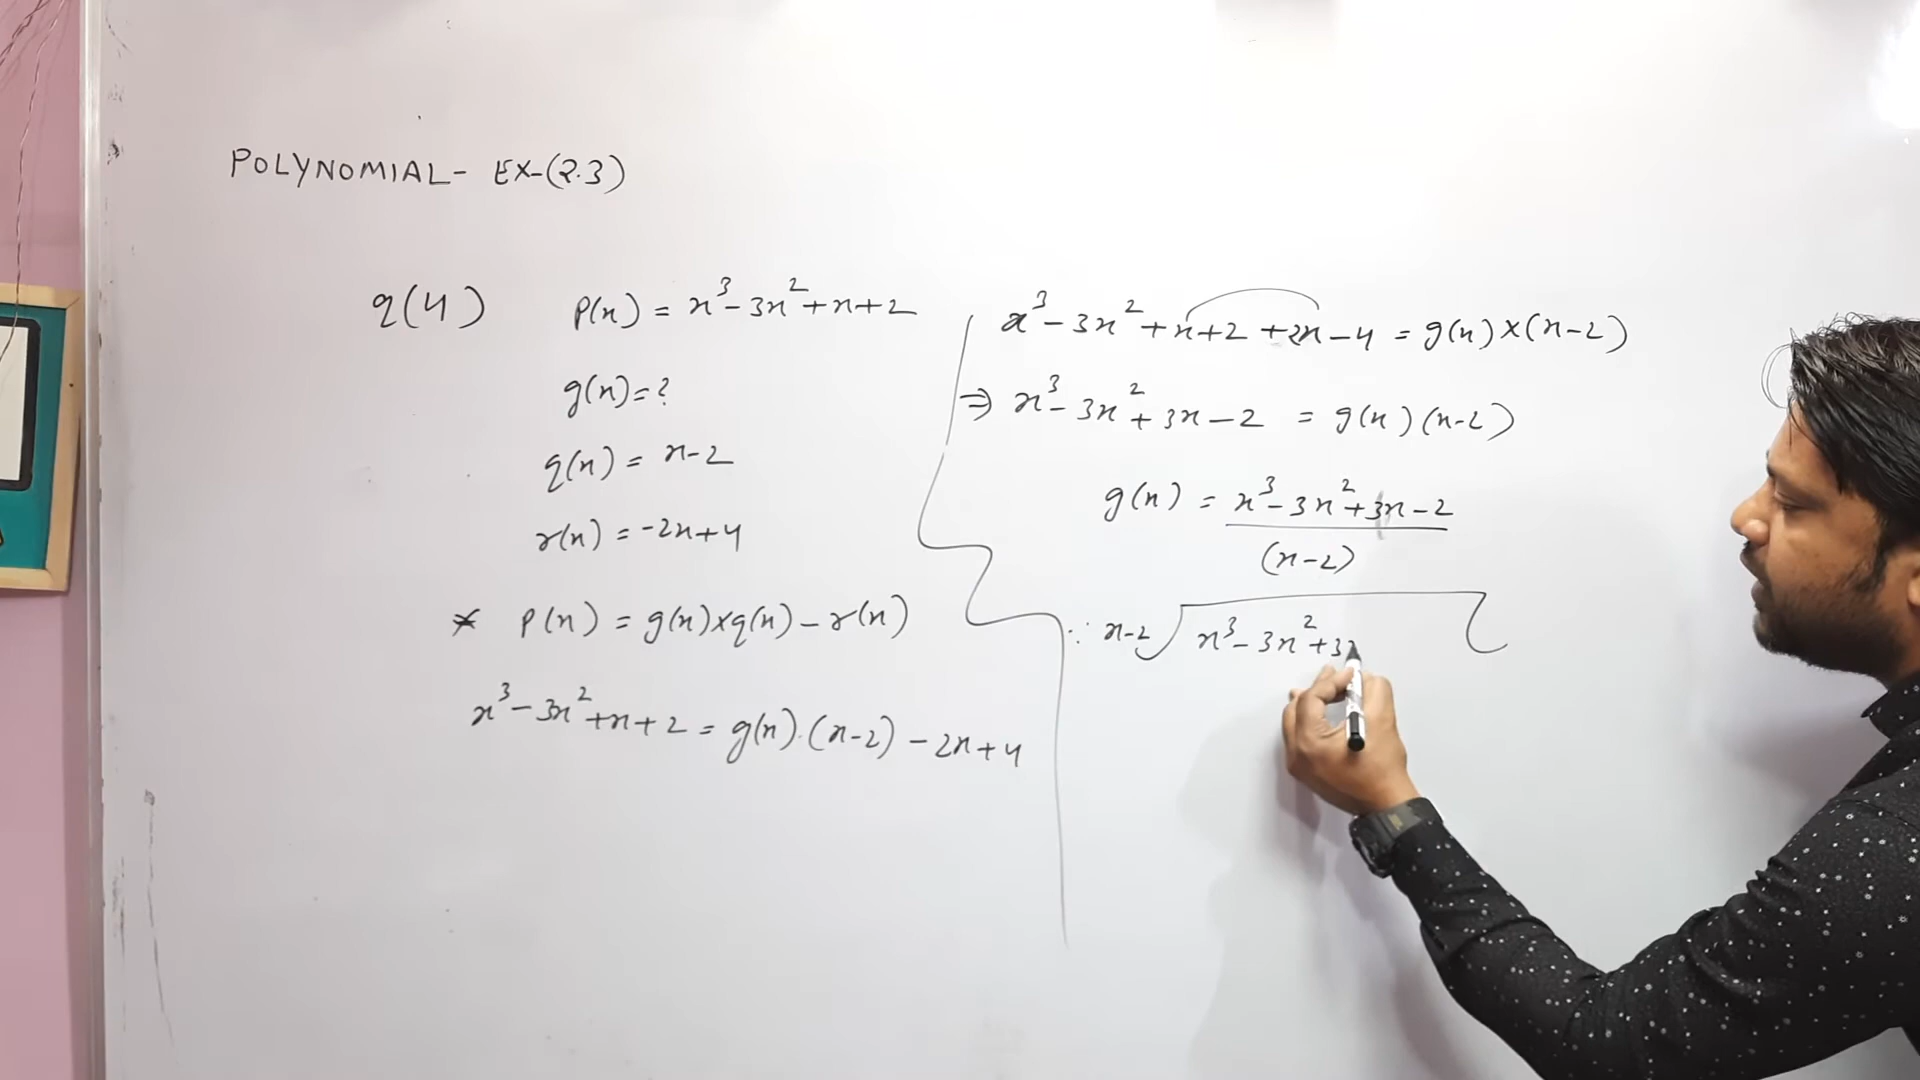 POLYNOMIAL- EX-(2.3)
q(4) p(x) = x³-3x²+x+2
g(x)=?
q(x) = x-2
r(x) = -2x+4
* p(x) = g(x)×q(x) - r(x)
x³-3x²+x+2 = g(x).(x-2) - 2x+4
x³-3x²+x+2+2x-4 = g(x)×(x-2)
⇒ x³-3x²+3x-2 = g(x)(x-2)
g(x) = x³-3x²+3x-2
(x-2)
∵ x-2 x³-3x²+3